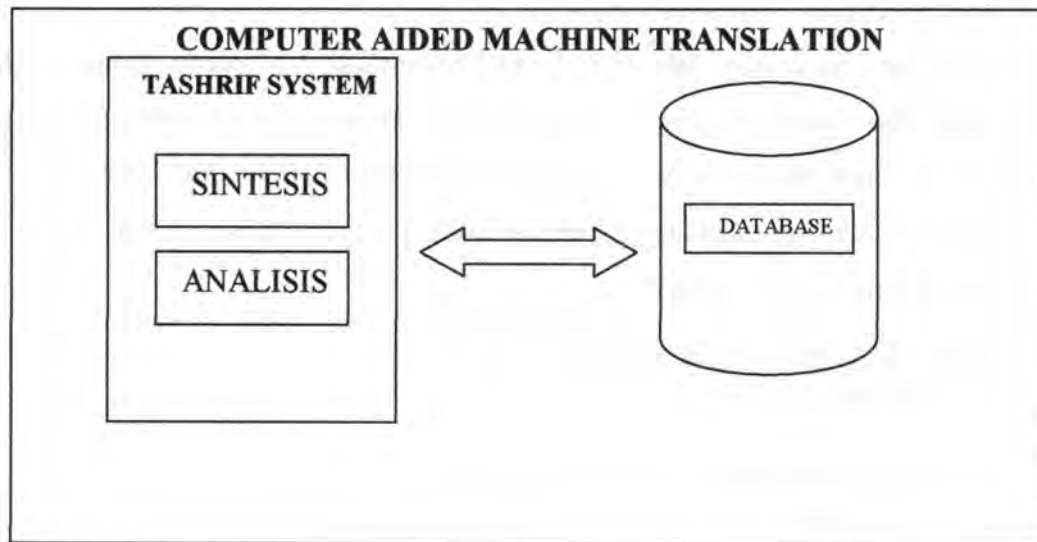 COMPUTER AIDED MACHINE TRANSLATION
TASHRIF SYSTEM
SINTESIS
ANALISIS
DATABASE